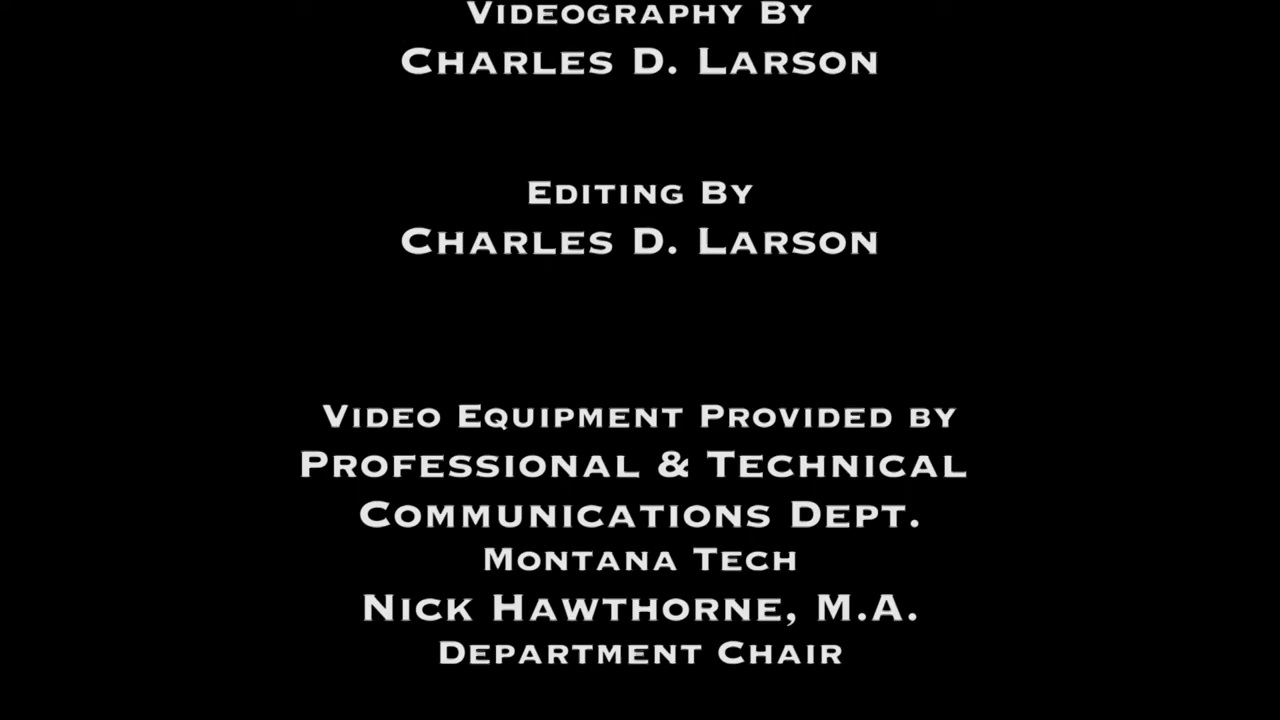 Videography By
Charles D. Larson
Editing By
Charles D. Larson
Video Equipment Provided by
Professional & Technical
Communications Dept.
Montana Tech
Nick Hawthorne, M.A.
Department Chair